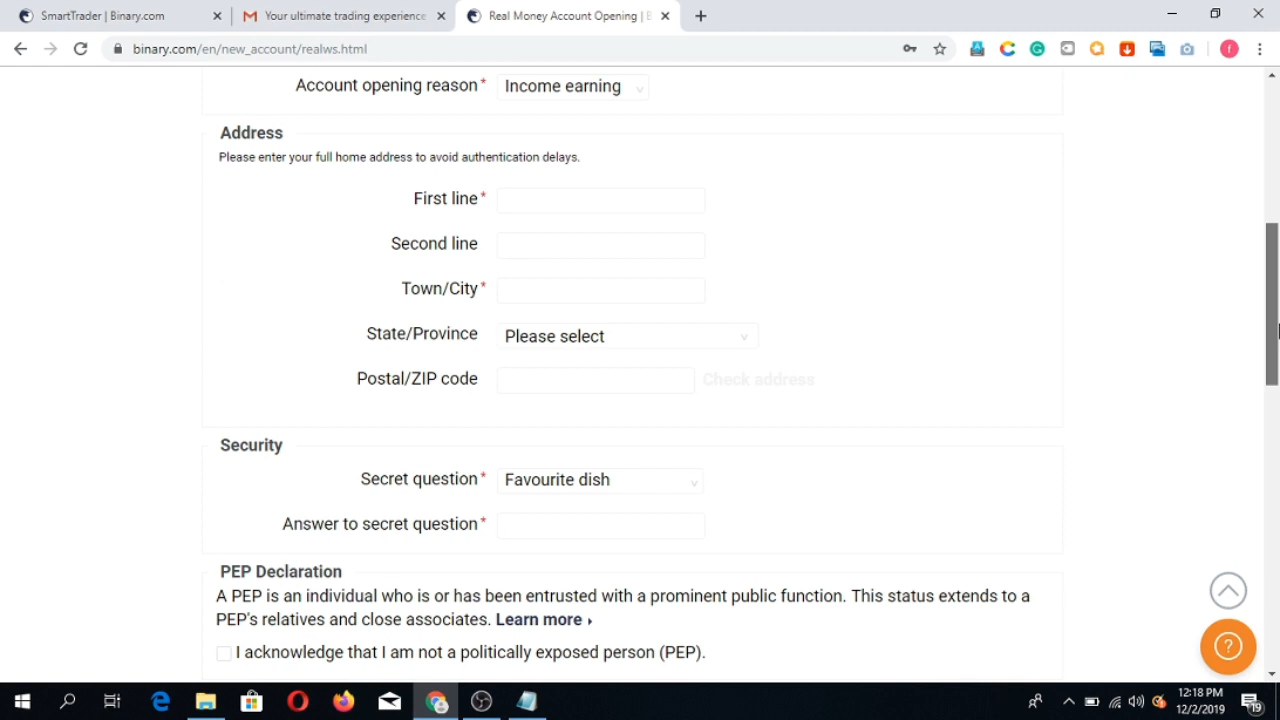 SmartTrader | Binary.com
Your ultimate trading experience
Real Money Account Opening | B
binary.com/en/new_account/realws.html
f
Account opening reason* Income earning
Address
Please enter your full home address to avoid authentication delays.
First line*
Second line
Town/City*
State/Province Please select
Postal/ZIP code Check address
Security
Secret question* Favourite dish
Answer to secret question*
PEP Declaration
A PEP is an individual who is or has been entrusted with a prominent public function. This status extends to a
PEP's relatives and close associates. Learn more
I acknowledge that I am not a politically exposed person (PEP).
?
12:18 PM
12/2/2019
19